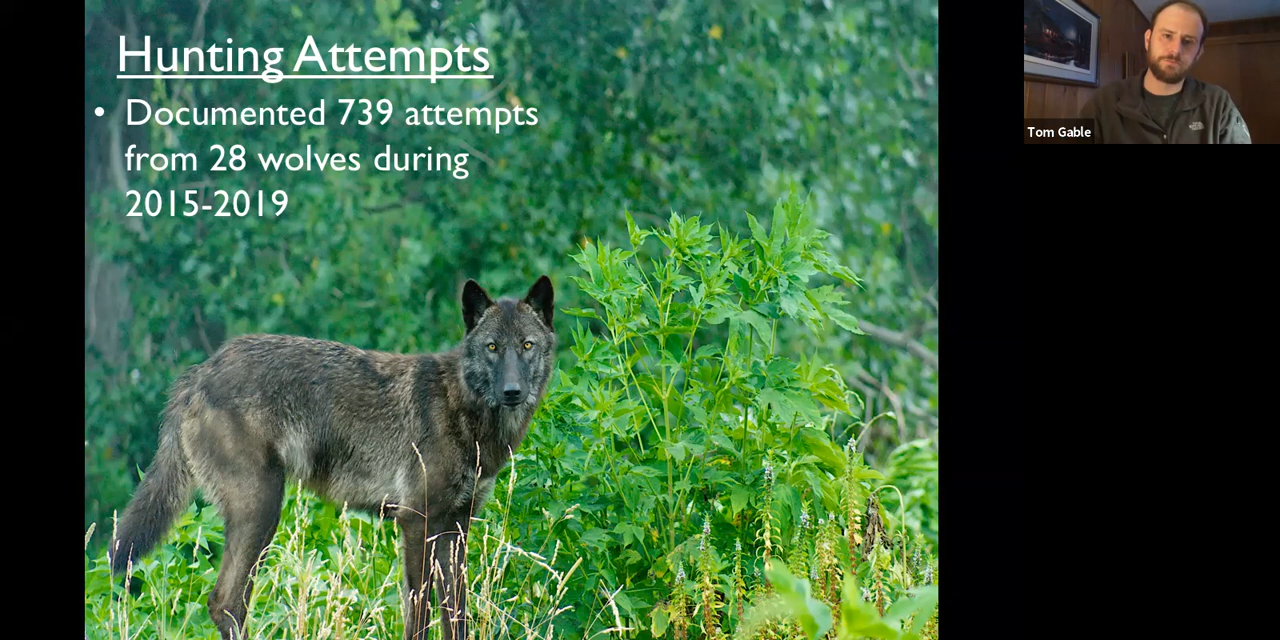 Hunting Attempts
• Documented 739 attempts
from 28 wolves during
2015-2019
Tom Gable